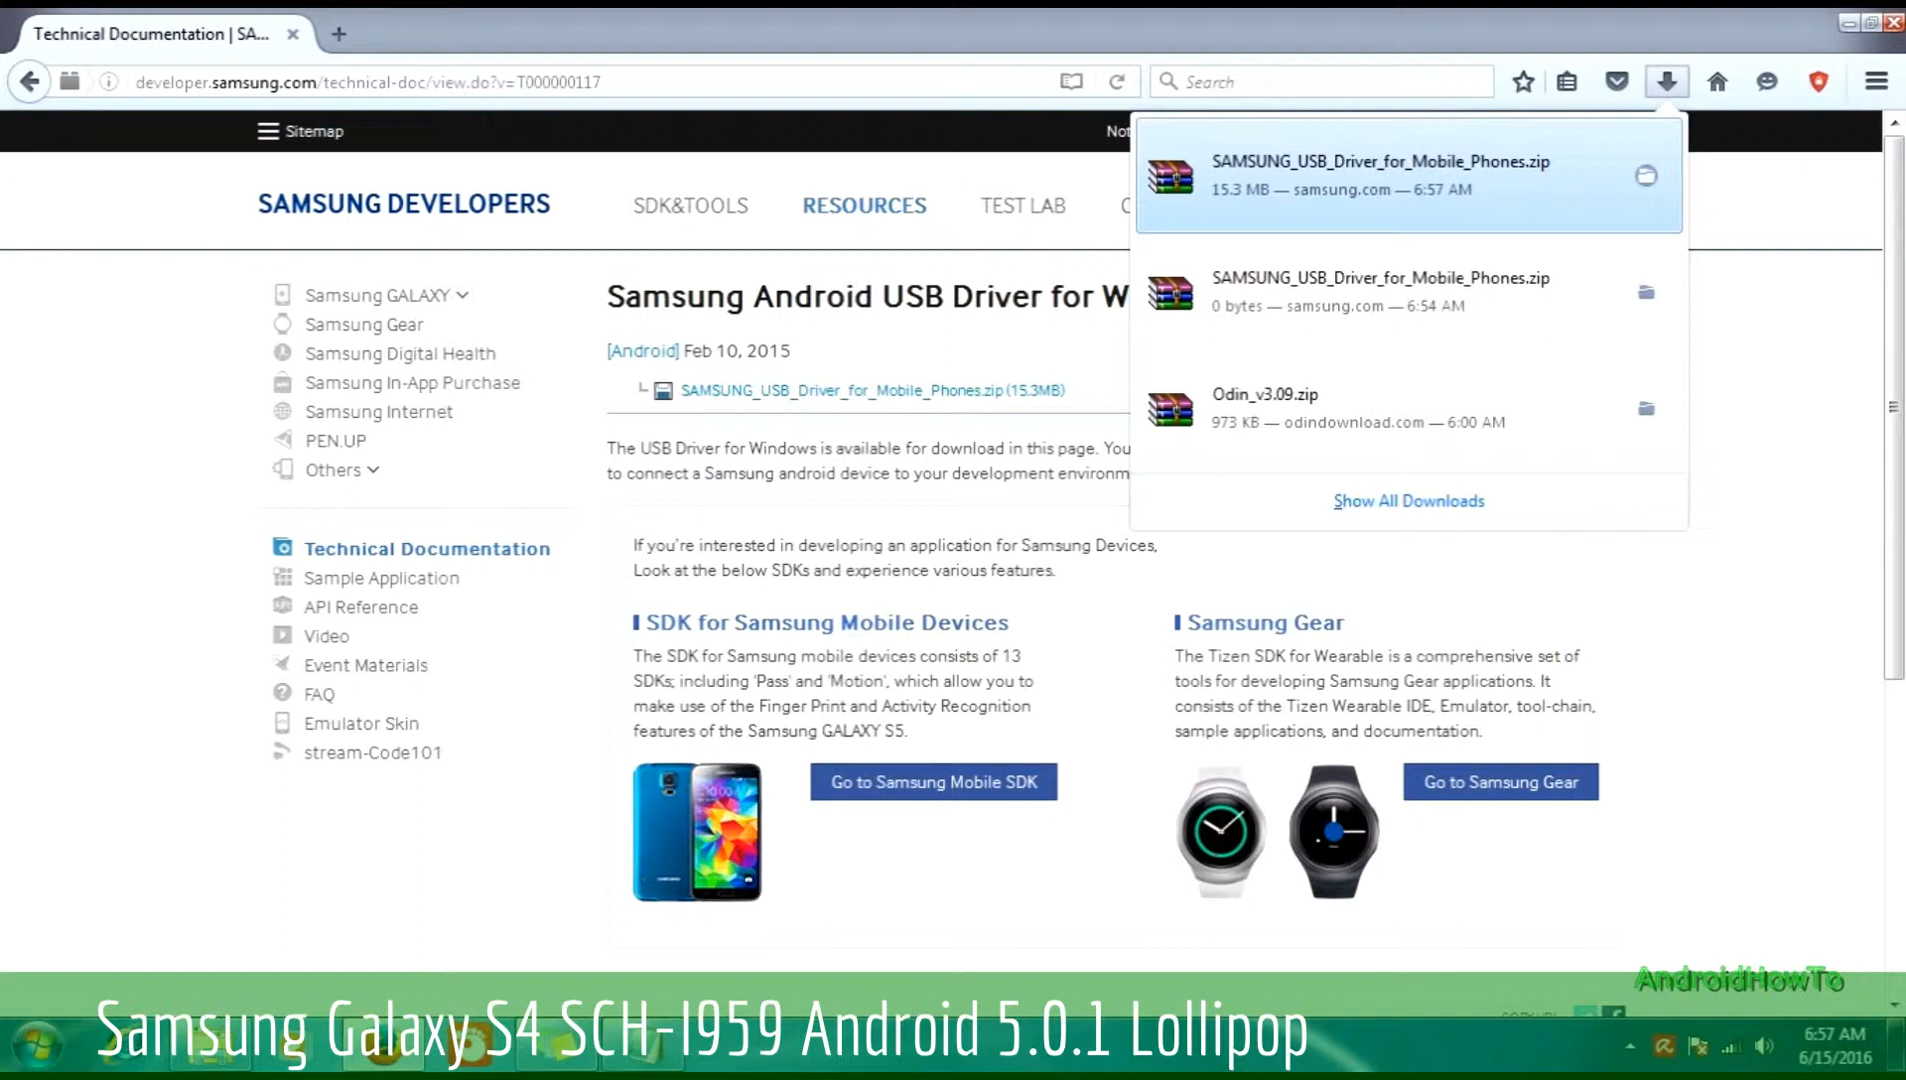 Technical Documentation | SA...
developer.samsung.com/technical-doc/view.do?v=T000000117
Search
Sitemap
Not
SAMSUNG DEVELOPERS
SDK&TOOLS
RESOURCES
TEST LAB
SAMSUNG_USB_Driver_for_Mobile_Phones.zip
15.3 MB — samsung.com — 6:57 AM
SAMSUNG_USB_Driver_for_Mobile_Phones.zip
0 bytes — samsung.com — 6:54 AM
Odin_v3.09.zip
973 KB — odindownload.com — 6:00 AM
Show All Downloads
Samsung GALAXY
Samsung Gear
Samsung Digital Health
Samsung In-App Purchase
Samsung Internet
PEN.UP
Others
Technical Documentation
Sample Application
API Reference
Video
Event Materials
FAQ
Emulator Skin
stream-Code101
Samsung Android USB Driver for W
[Android] Feb 10, 2015
SAMSUNG_USB_Driver_for_Mobile_Phones.zip (15.3MB)
The USB Driver for Windows is available for download in this page. You
to connect a Samsung android device to your development environm
If you're interested in developing an application for Samsung Devices,
Look at the below SDKs and experience various features.
SDK for Samsung Mobile Devices
The SDK for Samsung mobile devices consists of 13
SDKs; including 'Pass' and 'Motion', which allow you to
make use of the Finger Print and Activity Recognition
features of the Samsung GALAXY S5.
Go to Samsung Mobile SDK
Samsung Gear
The Tizen SDK for Wearable is a comprehensive set of
tools for developing Samsung Gear applications. It
consists of the Tizen Wearable IDE, Emulator, tool-chain,
sample applications, and documentation.
Go to Samsung Gear
AndroidHowTo
Samsung Galaxy S4 SCH-I959 Android 5.0.1 Lollipop
6:57 AM
6/15/2016